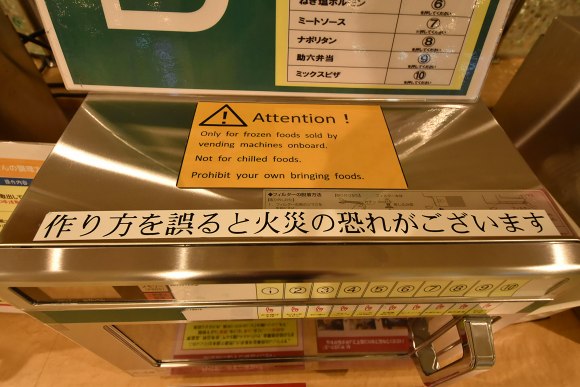 ねぎ塩ホルモン ⑥
ミートソース ⑦
ナポリタン ⑧
助六弁当 ⑨
ミックスピザ ⑩
Attention !
Only for frozen foods sold by
vending machines onboard.
Not for chilled foods.
Prohibit your own bringing foods.
作り方を誤ると火災の恐れがございます
① ② ③ ④ ⑤ ⑥ ⑦ ⑧ ⑨ ⑩